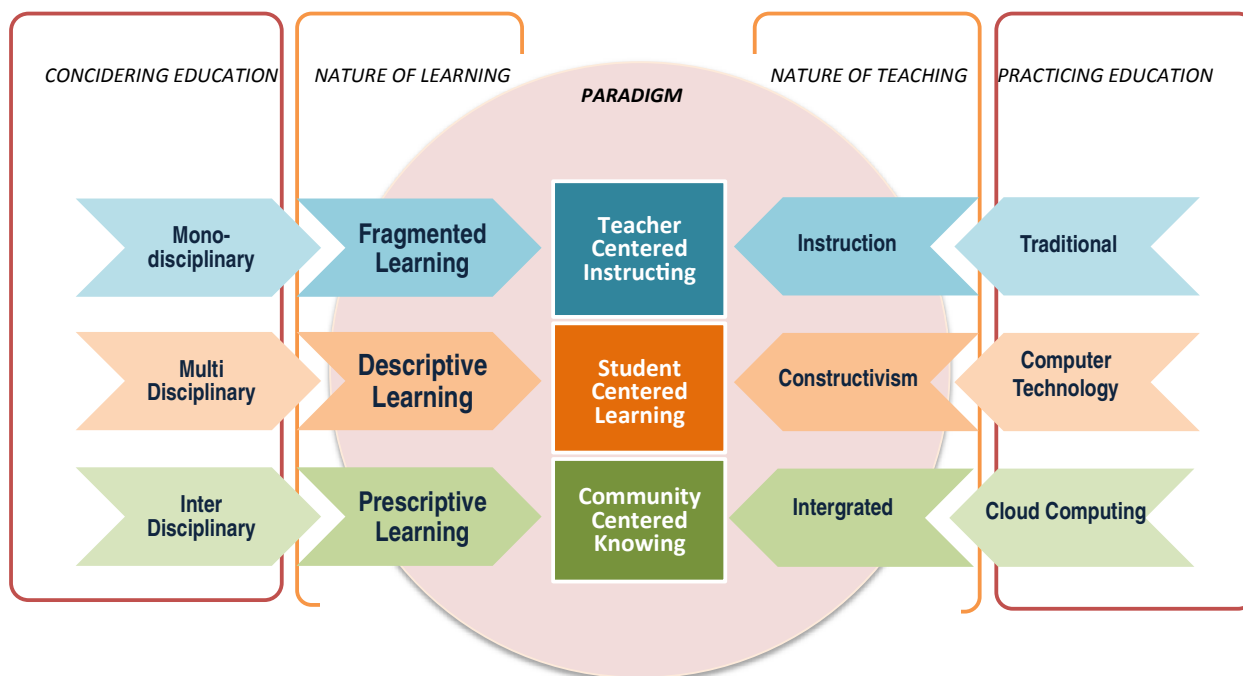 CONCIDERING EDUCATION
NATURE OF LEARNING
PARADIGM
NATURE OF TEACHING
PRACTICING EDUCATION
Mono-
disciplinary
Fragmented
Learning
Teacher
Centered
Instructing
Instruction
Traditional
Multi
Disciplinary
Descriptive
Learning
Student
Centered
Learning
Constructivism
Computer
Technology
Inter
Disciplinary
Prescriptive
Learning
Community
Centered
Knowing
Intergrated
Cloud Computing